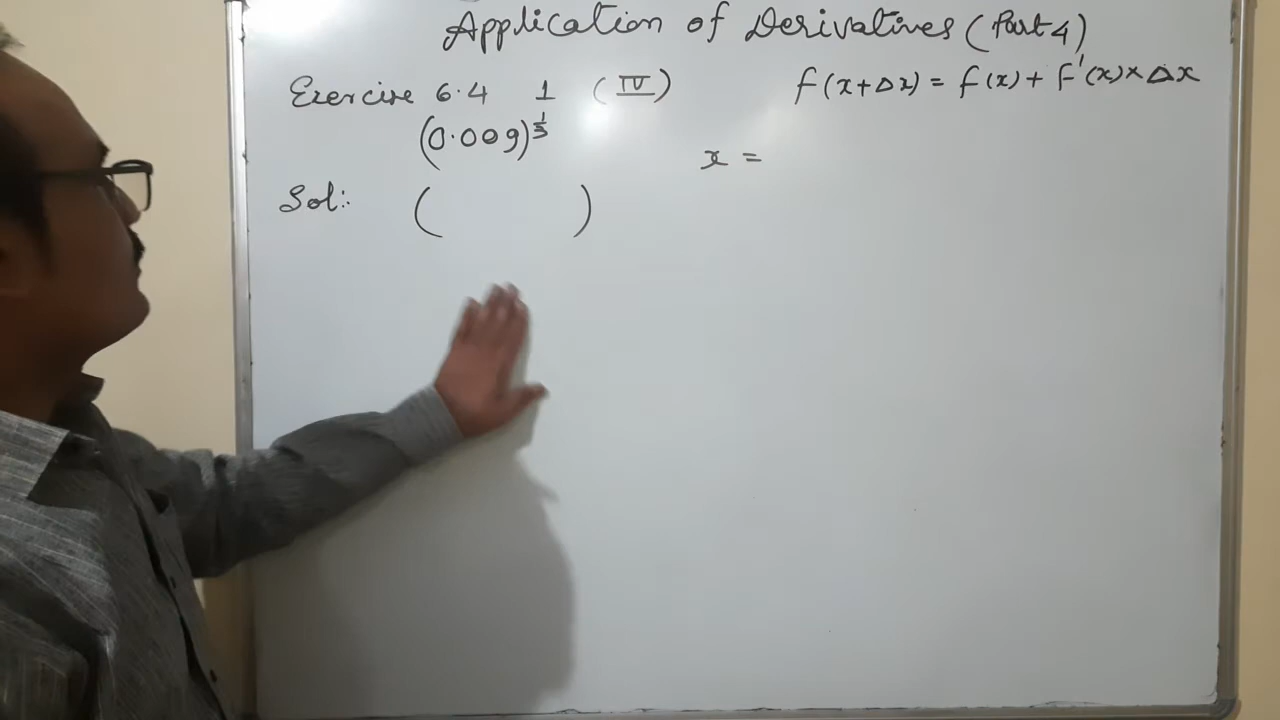 Application of Derivatives (Part 4)
Exercise 6.4 1 (IV)
f(x+Δx) = f(x) + f'(x) × Δx
(0.009)^{1/3}
x =
Sol:. ( )